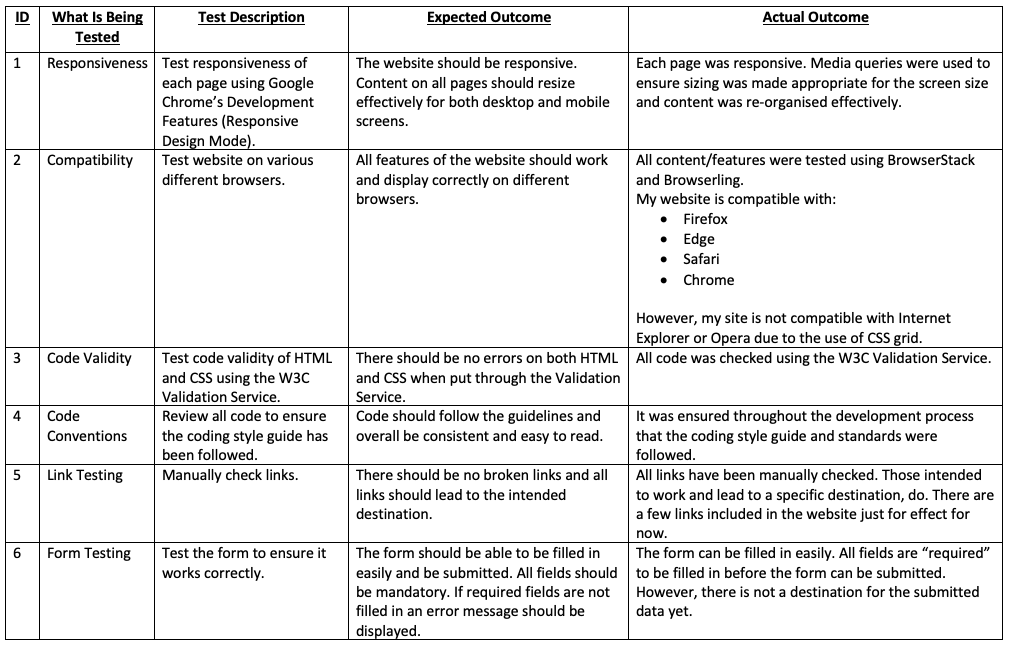 ID What Is Being Tested Test Description Expected Outcome Actual Outcome
1
Responsiveness
Test responsiveness of
each page using Google
Chrome’s Development
Features (Responsive
Design Mode).
The website should be responsive.
Content on all pages should resize
effectively for both desktop and mobile
screens.
Each page was responsive. Media queries were used to
ensure sizing was made appropriate for the screen size
and content was re-organised effectively.
2
Compatibility
Test website on various
different browsers.
All features of the website should work
and display correctly on different
browsers.
All content/features were tested using BrowserStack
and Browserling.
My website is compatible with:
• Firefox
• Edge
• Safari
• Chrome
However, my site is not compatible with Internet
Explorer or Opera due to the use of CSS grid.
3
Code Validity
Test code validity of HTML
and CSS using the W3C
Validation Service.
There should be no errors on both HTML
and CSS when put through the Validation
Service.
All code was checked using the W3C Validation Service.
4
Code
Conventions
Review all code to ensure
the coding style guide has
been followed.
Code should follow the guidelines and
overall be consistent and easy to read.
It was ensured throughout the development process
that the coding style guide and standards were
followed.
5
Link Testing
Manually check links.
There should be no broken links and all
links should lead to the intended
destination.
All links have been manually checked. Those intended
to work and lead to a specific destination, do. There are
a few links included in the website just for effect for
now.
6
Form Testing
Test the form to ensure it
works correctly.
The form should be able to be filled in
easily and be submitted. All fields should
be mandatory. If required fields are not
filled in an error message should be
displayed.
The form can be filled in easily. All fields are “required”
to be filled in before the form can be submitted.
However, there is not a destination for the submitted
data yet.